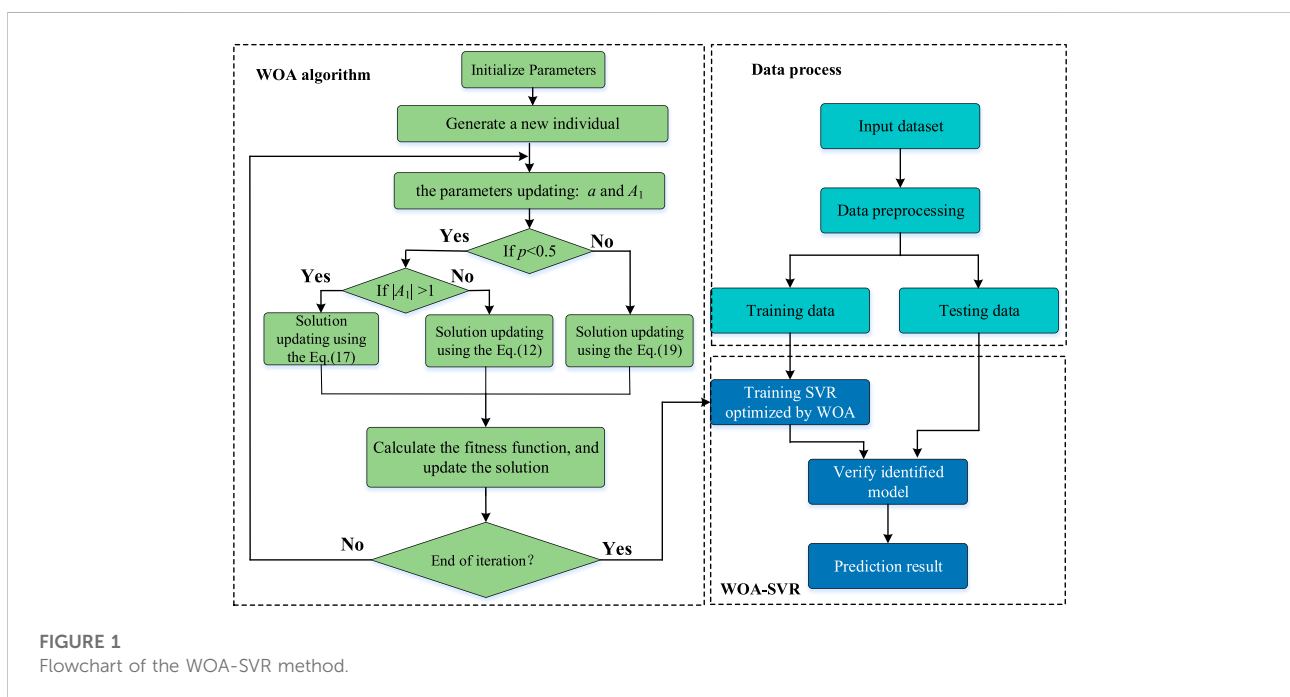 WOA algorithm
Initialize Parameters
Generate a new individual
the parameters updating: a and A1
If p<0.5
Yes
No
If |A1| >1
Yes
No
Solution
updating using
the Eq.(17)
Solution updating
using the Eq.(12)
Solution updating
using the Eq.(19)
Calculate the fitness function, and
update the solution
End of iteration？
No
Yes
Data process
Input dataset
Data preprocessing
Training data
Testing data
Training SVR
optimized by WOA
Verify identified
model
Prediction result
WOA-SVR
FIGURE 1
Flowchart of the WOA-SVR method.